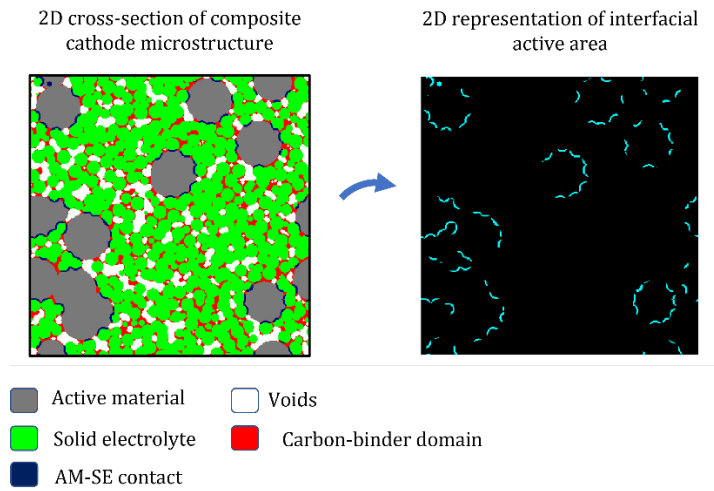 2D cross-section of composite
cathode microstructure
2D representation of interfacial
active area
Active material
Voids
Solid electrolyte
Carbon-binder domain
AM-SE contact